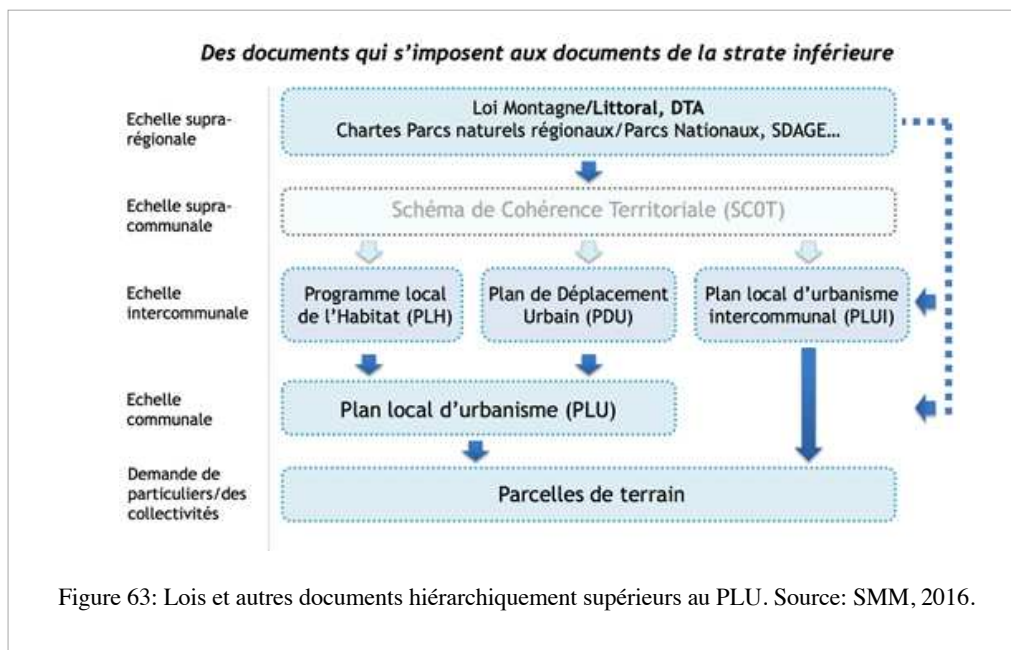 Des documents qui s’imposent aux documents de la strate inférieure
Echelle supra-
régionale
Loi Montagne/Littoral, DTA
Chartes Parcs naturels régionaux/Parcs Nationaux, SDAGE...
Echelle supra-
communale
Schéma de Cohérence Territoriale (SCOT)
Echelle
intercommunale
Programme local
de l’Habitat (PLH)
Plan de Déplacement
Urbain (PDU)
Plan local d’urbanisme
intercommunal (PLUI)
Echelle
communale
Plan local d’urbanisme (PLU)
Demande de
particuliers/des
collectivités
Parcelles de terrain
Figure 63: Lois et autres documents hiérarchiquement supérieurs au PLU. Source: SMM, 2016.